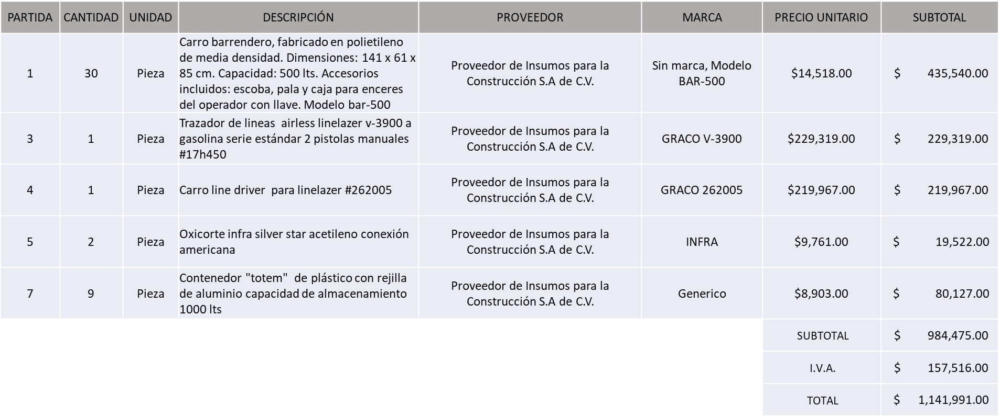 PARTIDA CANTIDAD UNIDAD DESCRIPCIÓN PROVEEDOR MARCA PRECIO UNITARIO SUBTOTAL
1 30 Pieza Carro barrendero, fabricado en polietileno
de media densidad. Dimensiones: 141 x 61 x
85 cm. Capacidad: 500 lts. Accesorios
incluidos: escoba, pala y caja para enceres
del operador con llave. Modelo bar-500
Proveedor de Insumos para la
Construcción S.A de C.V.
Sin marca, Modelo
BAR-500
$14,518.00 $ 435,540.00
3 1 Pieza Trazador de lineas airless linelazer v-3900 a
gasolina serie estándar 2 pistolas manuales
#17h450
Proveedor de Insumos para la
Construcción S.A de C.V.
GRACO V-3900 $229,319.00 $ 229,319.00
4 1 Pieza Carro line driver para linelazer #262005
Proveedor de Insumos para la
Construcción S.A de C.V.
GRACO 262005 $219,967.00 $ 219,967.00
5 2 Pieza Oxicorte infra silver star acetileno conexión
americana
Proveedor de Insumos para la
Construcción S.A de C.V.
INFRA $9,761.00 $ 19,522.00
7 9 Pieza Contenedor "totem" de plástico con rejilla
de aluminio capacidad de almacenamiento
1000 lts
Proveedor de Insumos para la
Construcción S.A de C.V.
Generico $8,903.00 $ 80,127.00
SUBTOTAL $ 984,475.00
I.V.A. $ 157,516.00
TOTAL $ 1,141,991.00